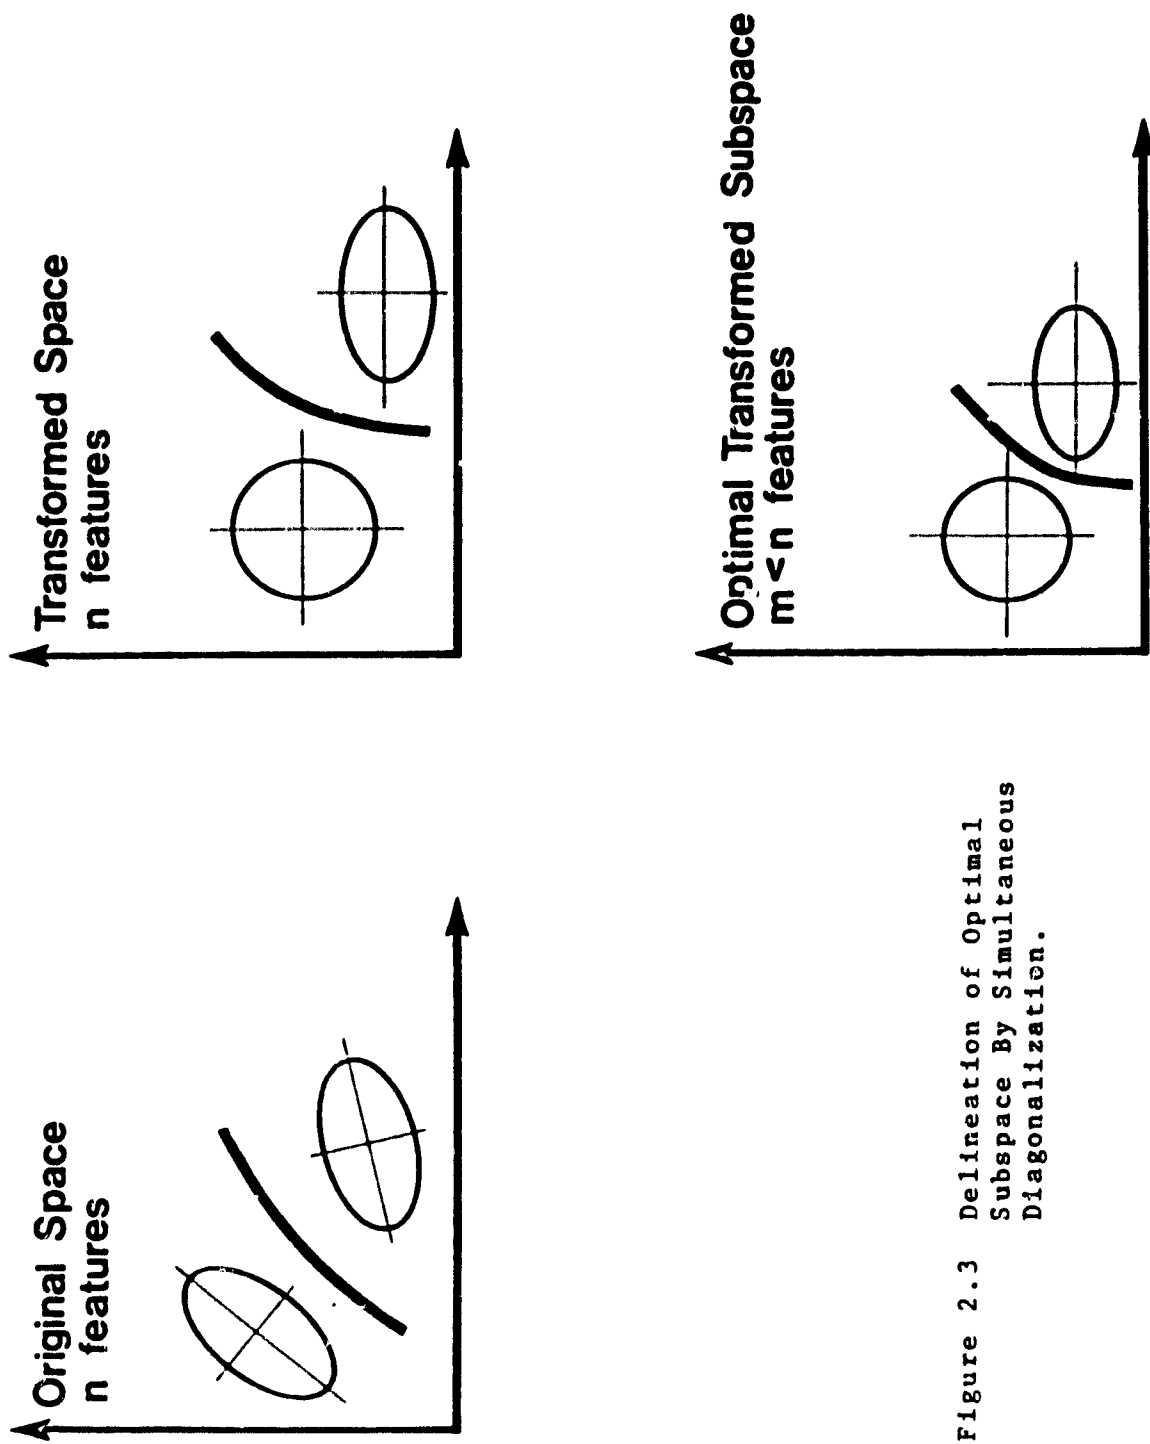 Original Space
n features
Transformed Space
n features
Optimal Transformed Subspace
m < n features
Figure 2.3 Delineation of Optimal
Subspace By Simultaneous
Diagonalization.